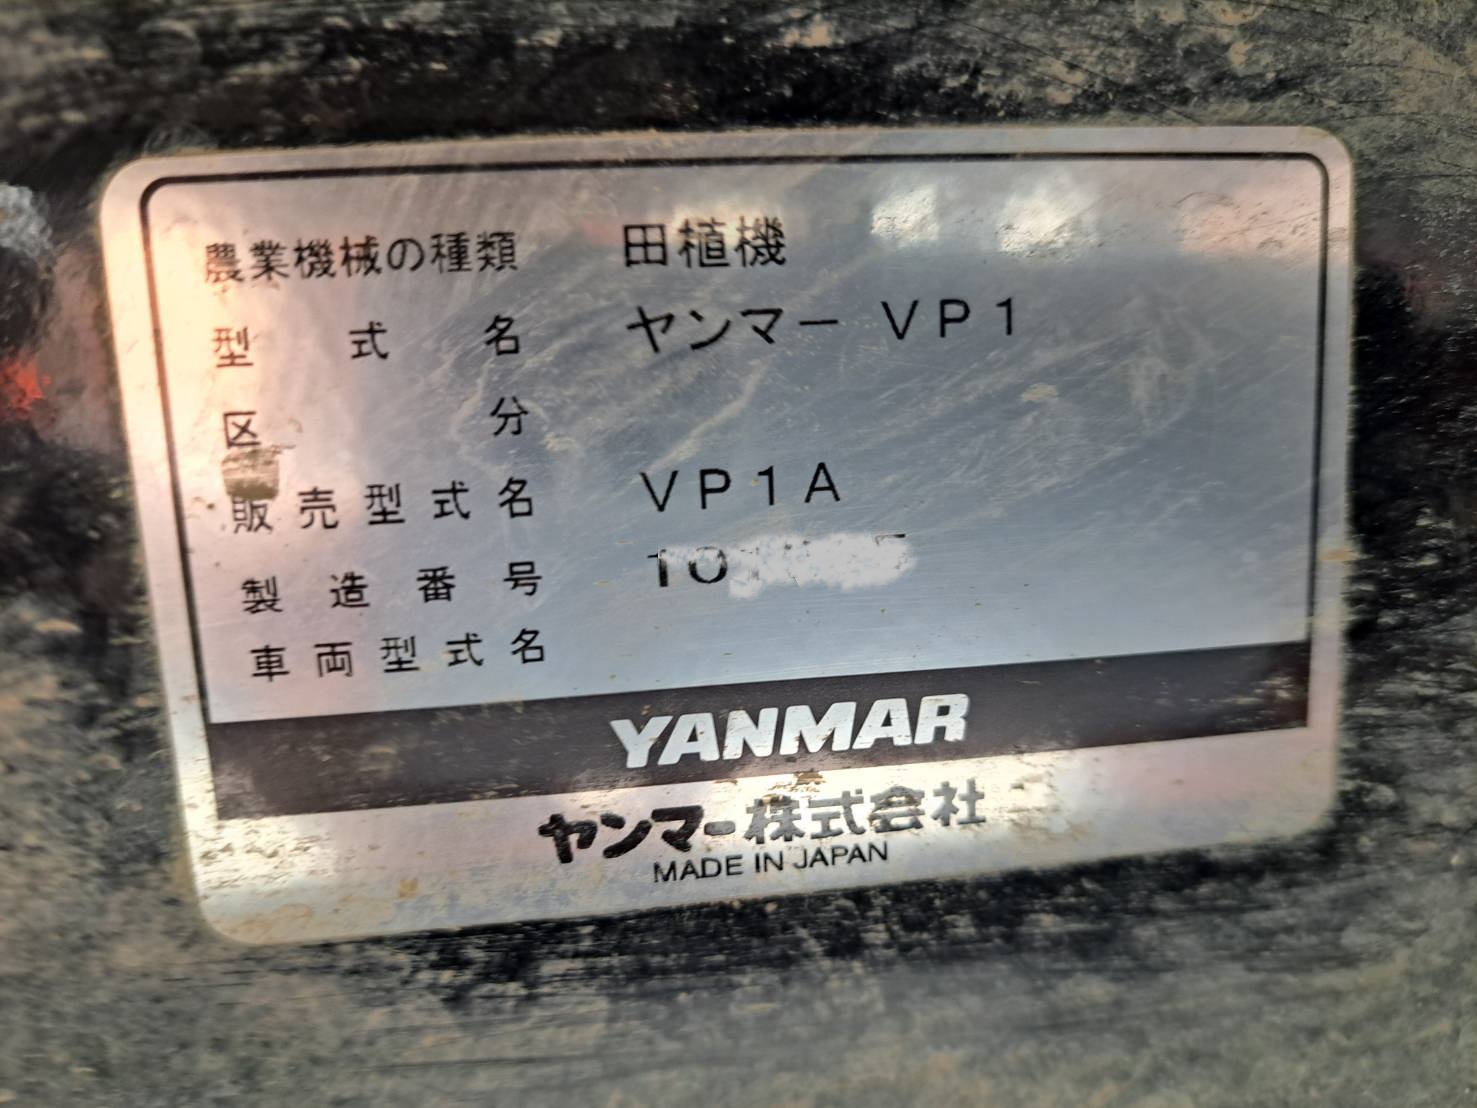 農業機械の種類 田植機
型式名 ヤンマー VP1
区分
販売型式名 VP1A
製造番号
車両型式名
YANMAR
ヤンマー株式会社
MADE IN JAPAN